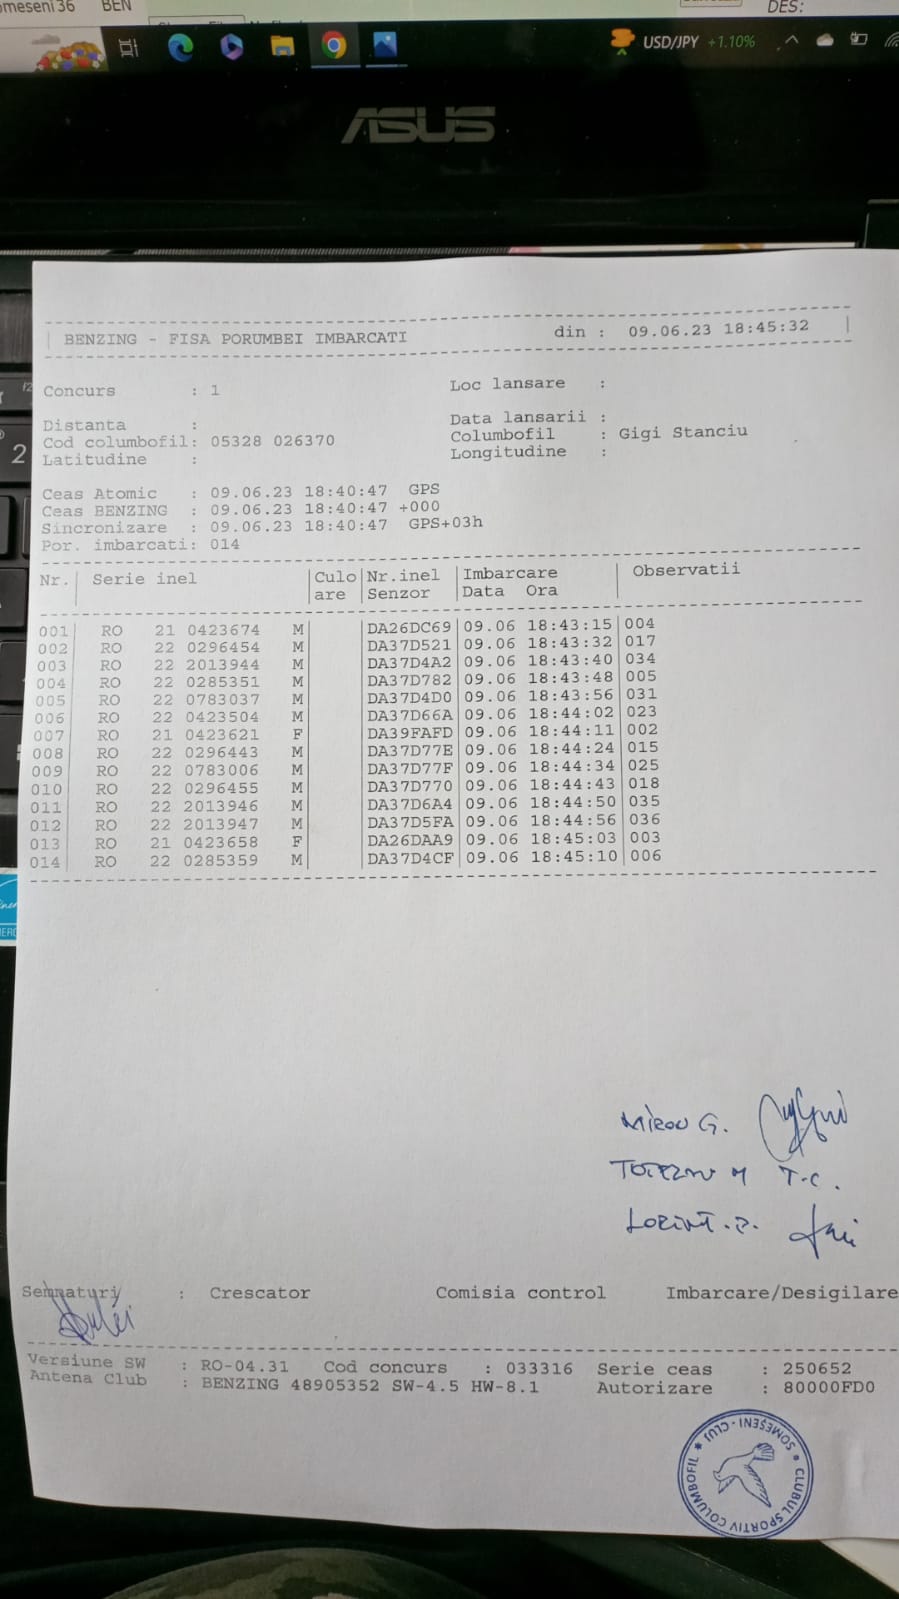 omeseni36 BEN DES:
USD/JPY +1.10%
ASUS
BENZING - FISA PORUMBEI IMBARCATI din : 09.06.23 18:45:32
Concurs : 1 Loc lansare :
Distanta : Data lansarii :
Cod columbofil: 05328 026370 Columbofil : Gigi Stanciu
Latitudine : Longitudine :
Ceas Atomic : 09.06.23 18:40:47 GPS
Ceas BENZING : 09.06.23 18:40:47 +000
Sincronizare : 09.06.23 18:40:47 GPS+03h
Por. imbarcati: 014
Nr. Serie inel Culo Nr.inel Imbarcare Observatii
are Senzor Data Ora
001 RO 21 0423674 M DA26DC69 09.06 18:43:15 004
002 RO 22 0296454 M DA37D521 09.06 18:43:32 017
003 RO 22 2013944 M DA37D4A2 09.06 18:43:40 034
004 RO 22 0285351 M DA37D782 09.06 18:43:48 005
005 RO 22 0783037 M DA37D4D0 09.06 18:43:56 031
006 RO 22 0423504 M DA37D66A 09.06 18:44:02 023
007 RO 21 0423621 F DA39FAFD 09.06 18:44:11 002
008 RO 22 0296443 M DA37D77E 09.06 18:44:24 015
009 RO 22 0783006 M DA37D77F 09.06 18:44:34 025
010 RO 22 0296455 M DA37D770 09.06 18:44:43 018
011 RO 22 2013946 M DA37D6A4 09.06 18:44:50 035
012 RO 22 2013947 M DA37D5FA 09.06 18:44:56 036
013 RO 21 0423658 F DA26DAA9 09.06 18:45:03 003
014 RO 22 0285359 M DA37D4CF 09.06 18:45:10 006
MIRON G.
T.C.
Semnaturi : Crescator Comisia control Imbarcare/Desigilare
Versiune SW : RO-04.31 Cod concurs : 033316 Serie ceas : 250652
Antena Club : BENZING 48905352 SW-4.5 HW-8.1 Autorizare : 80000FD0
CLUBUL SPORTIV COLUMBOFIL * SOMEȘENI - CLUJ *